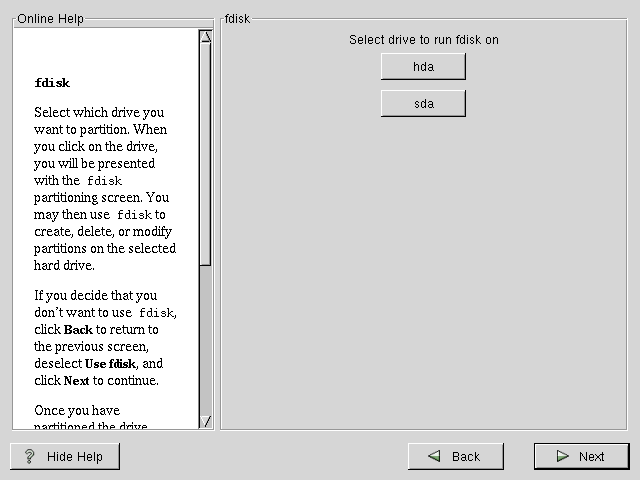 Online Help
fdisk
Select which drive you
want to partition. When
you click on the drive,
you will be presented
with the fdisk
partitioning screen. You
may then use fdisk to
create, delete, or modify
partitions on the selected
hard drive.
If you decide that you
don't want to use fdisk,
click Back to return to
the previous screen,
deselect Use fdisk, and
click Next to continue.
Once you have
partitioned the drive
fdisk
Select drive to run fdisk on
hda
sda
Hide Help
Back
Next